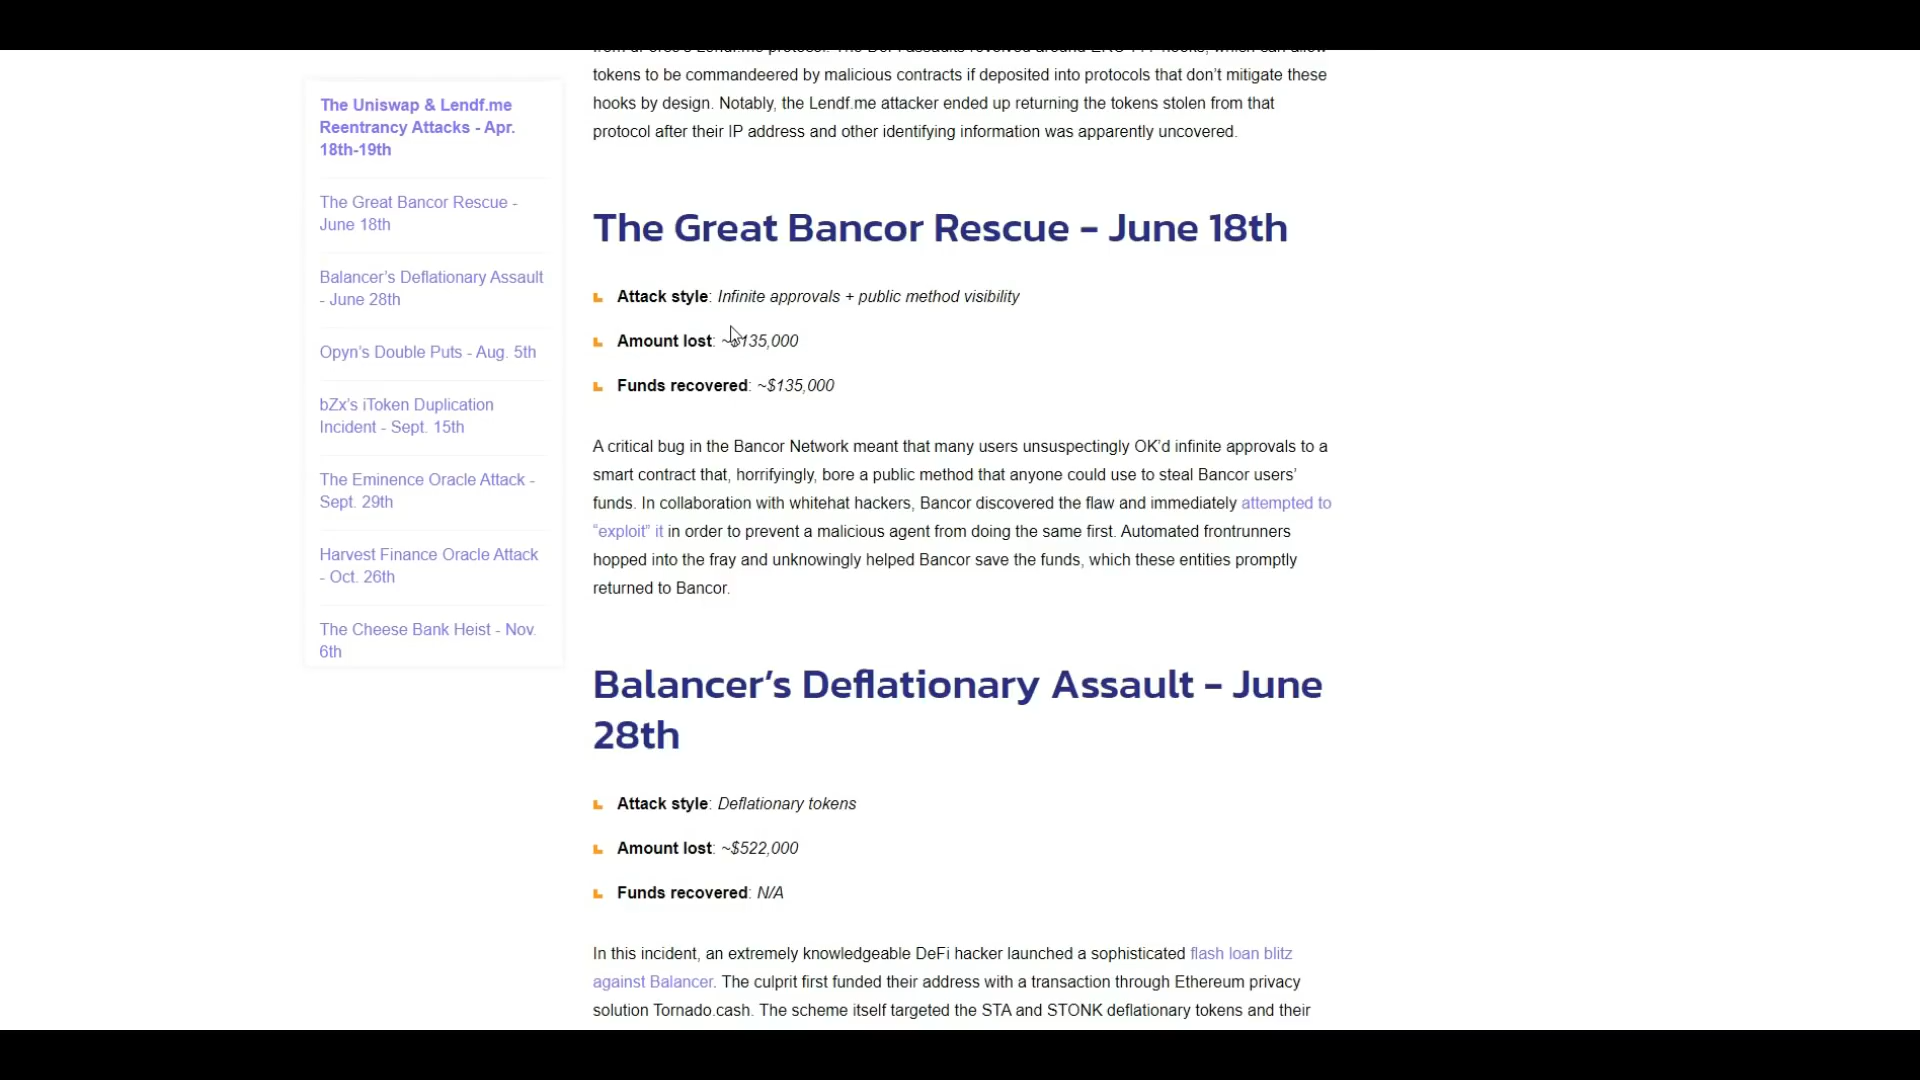 The Uniswap & Lendf.me
Reentrancy Attacks - Apr.
18th-19th
The Great Bancor Rescue -
June 18th
Balancer’s Deflationary Assault
- June 28th
Opyn’s Double Puts - Aug. 5th
bZx’s iToken Duplication
Incident - Sept. 15th
The Eminence Oracle Attack -
Sept. 29th
Harvest Finance Oracle Attack
- Oct. 26th
The Cheese Bank Heist - Nov.
6th
tokens to be commandeered by malicious contracts if deposited into protocols that don’t mitigate these
hooks by design. Notably, the Lendf.me attacker ended up returning the tokens stolen from that
protocol after their IP address and other identifying information was apparently uncovered.
The Great Bancor Rescue – June 18th
Attack style: Infinite approvals + public method visibility
Amount lost: ~$135,000
Funds recovered: ~$135,000
A critical bug in the Bancor Network meant that many users unsuspectingly OK’d infinite approvals to a
smart contract that, horrifyingly, bore a public method that anyone could use to steal Bancor users’
funds. In collaboration with whitehat hackers, Bancor discovered the flaw and immediately attempted to
“exploit” it in order to prevent a malicious agent from doing the same first. Automated frontrunners
hopped into the fray and unknowingly helped Bancor save the funds, which these entities promptly
returned to Bancor.
Balancer’s Deflationary Assault – June
28th
Attack style: Deflationary tokens
Amount lost: ~$522,000
Funds recovered: N/A
In this incident, an extremely knowledgeable DeFi hacker launched a sophisticated flash loan blitz
against Balancer. The culprit first funded their address with a transaction through Ethereum privacy
solution Tornado.cash. The scheme itself targeted the STA and STONK deflationary tokens and their